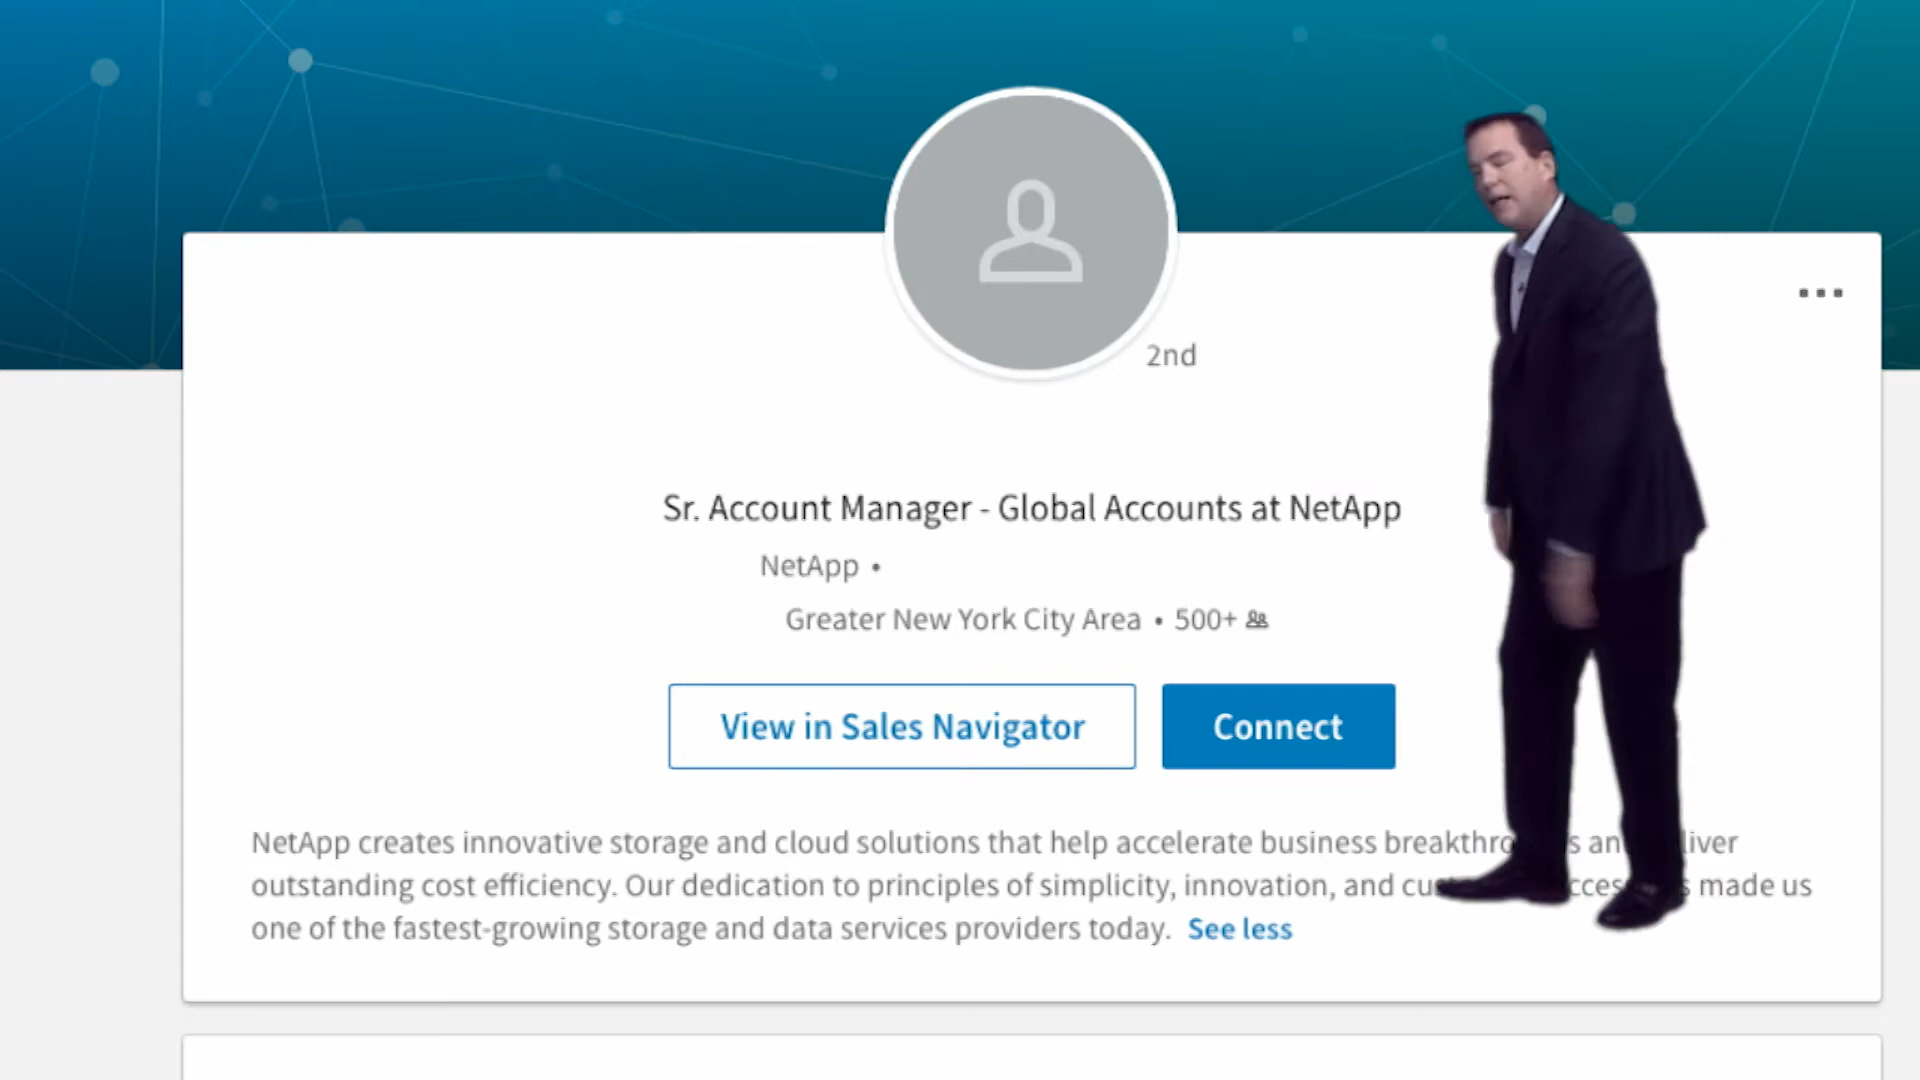 2nd
Sr. Account Manager - Global Accounts at NetApp
NetApp •
Greater New York City Area • 500+
View in Sales Navigator
Connect
NetApp creates innovative storage and cloud solutions that help accelerate business
outstanding cost efficiency. Our dedication to principles of simplicity, innovation, and made us
one of the fastest-growing storage and data services providers today. See less